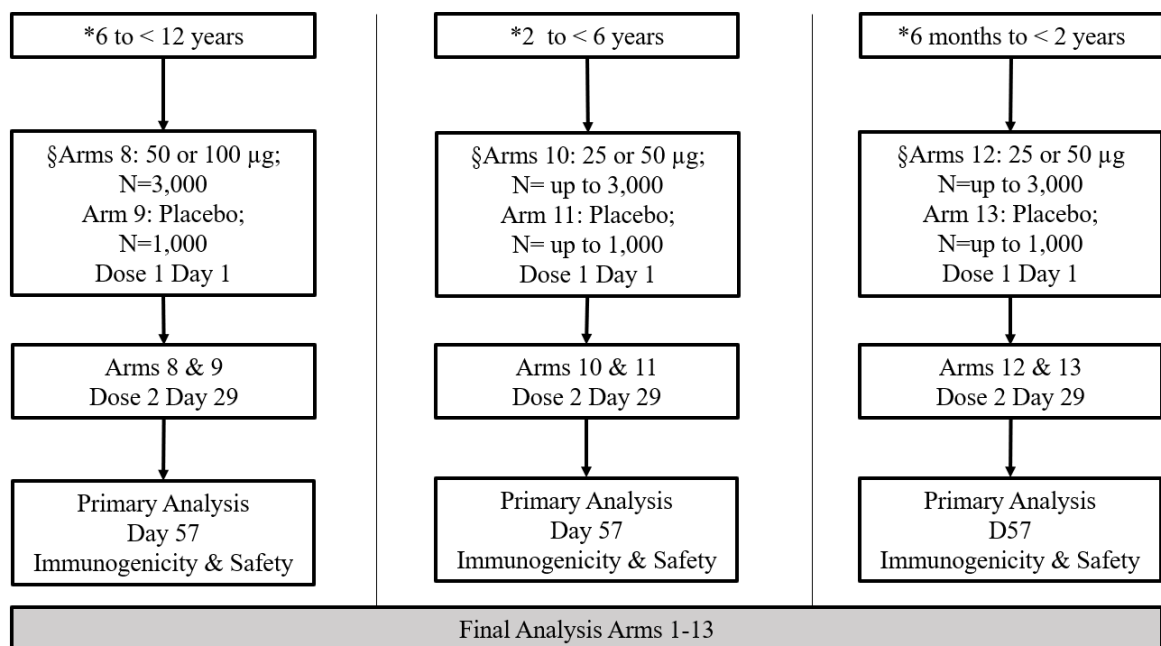 *6 to < 12 years
§Arms 8: 50 or 100 µg;
N=3,000
Arm 9: Placebo;
N=1,000
Dose 1 Day 1
Arms 8 & 9
Dose 2 Day 29
Primary Analysis
Day 57
Immunogenicity & Safety
*2 to < 6 years
§Arms 10: 25 or 50 µg;
N= up to 3,000
Arm 11: Placebo;
N= up to 1,000
Dose 1 Day 1
Arms 10 & 11
Dose 2 Day 29
Primary Analysis
Day 57
Immunogenicity & Safety
*6 months to < 2 years
§Arms 12: 25 or 50 µg
N=up to 3,000
Arm 13: Placebo;
N=up to 1,000
Dose 1 Day 1
Arms 12 & 13
Dose 2 Day 29
Primary Analysis
D57
Immunogenicity & Safety
Final Analysis Arms 1-13